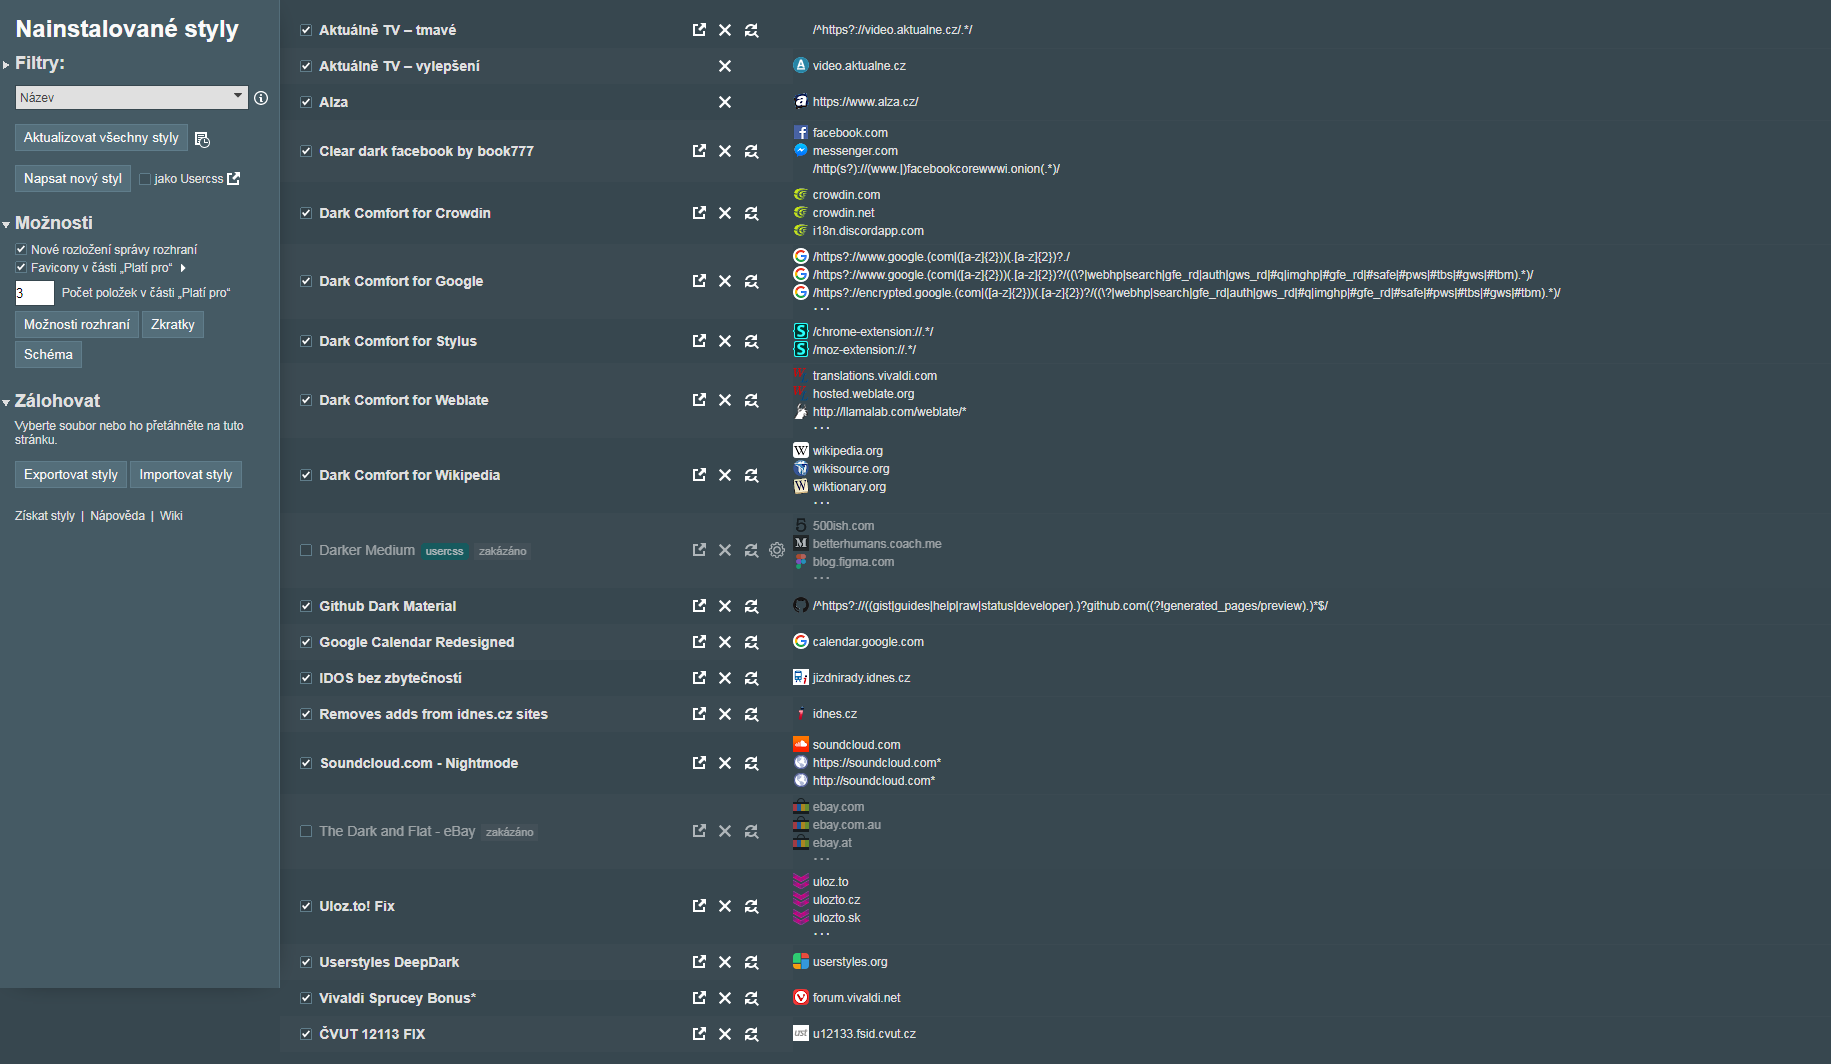 Nainstalované styly
Filtry:
Název
Aktualizovat všechny styly
Napsat nový styl
jako Usercss
Možnosti
Nové rozložení správy rozhraní
Favicony v části „Platí pro“
3 Počet položek v části „Platí pro“
Možnosti rozhraní Zkratky
Schéma
Zálohovat
Vyberte soubor nebo ho přetáhněte na tuto
stránku.
Exportovat styly Importovat styly
Získat styly | Nápověda | Wiki
Aktuálně TV – tmavé
/^https?://video.aktualne.cz/.*/
Aktuálně TV – vylepšení
video.aktualne.cz
Alza
https://www.alza.cz/
Clear dark facebook by book777
facebook.com
messenger.com
/http(s?)://(www.|)facebookcorewwwi.onion(.*)/
Dark Comfort for Crowdin
crowdin.com
crowdin.net
i18n.discordapp.com
Dark Comfort for Google
/https?://www.google.(com|([a-z]{2}))(.[a-z]{2})?./
/https?://www.google.(com|([a-z]{2}))(.[a-z]{2})?/((\?|webhp|search|gfe_rd|auth|gws_rd|#q|imghp|#gfe_rd|#safe|#pws|#tbs|#gws|#tbm).*)/
/https?://encrypted.google.(com|([a-z]{2}))(.[a-z]{2})?/((\?|webhp|search|gfe_rd|auth|gws_rd|#q|imghp|#gfe_rd|#safe|#pws|#tbs|#gws|#tbm).*)/
...
Dark Comfort for Stylus
/chrome-extension://.*/
/moz-extension://.*/
Dark Comfort for Weblate
translations.vivaldi.com
hosted.weblate.org
http://llamalab.com/weblate/*
...
Dark Comfort for Wikipedia
wikipedia.org
wikisource.org
wiktionary.org
...
Darker Medium usercss zakázáno
500ish.com
betterhumans.coach.me
blog.figma.com
...
Github Dark Material
/^https?://((gist|guides|help|raw|status|developer).)?github.com((?!generated_pages/preview).)*$/
Google Calendar Redesigned
calendar.google.com
IDOS bez zbytečností
jizdnirady.idnes.cz
Removes adds from idnes.cz sites
idnes.cz
Soundcloud.com - Nightmode
soundcloud.com
https://soundcloud.com*
http://soundcloud.com*
The Dark and Flat - eBay zakázáno
ebay.com
ebay.com.au
ebay.at
...
Uloz.to! Fix
uloz.to
ulozto.cz
ulozto.sk
...
Userstyles DeepDark
userstyles.org
Vivaldi Sprucey Bonus*
forum.vivaldi.net
ČVUT 12113 FIX
u12133.fsid.cvut.cz